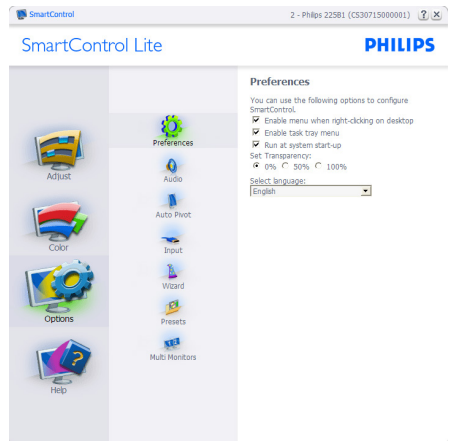 SmartControl
2 - Philips 225B1 (CS30715000001)
SmartControl Lite
PHILIPS
Adjust
Color
Options
Help
Preferences
Audio
Auto Pivot
Input
Wizard
Presets
Multi Monitors
Preferences
You can use the following options to configure
SmartControl.
Enable menu when right-clicking on desktop
Enable task tray menu
Run at system start-up
Set Transparency:
0% 50% 100%
Select language:
English